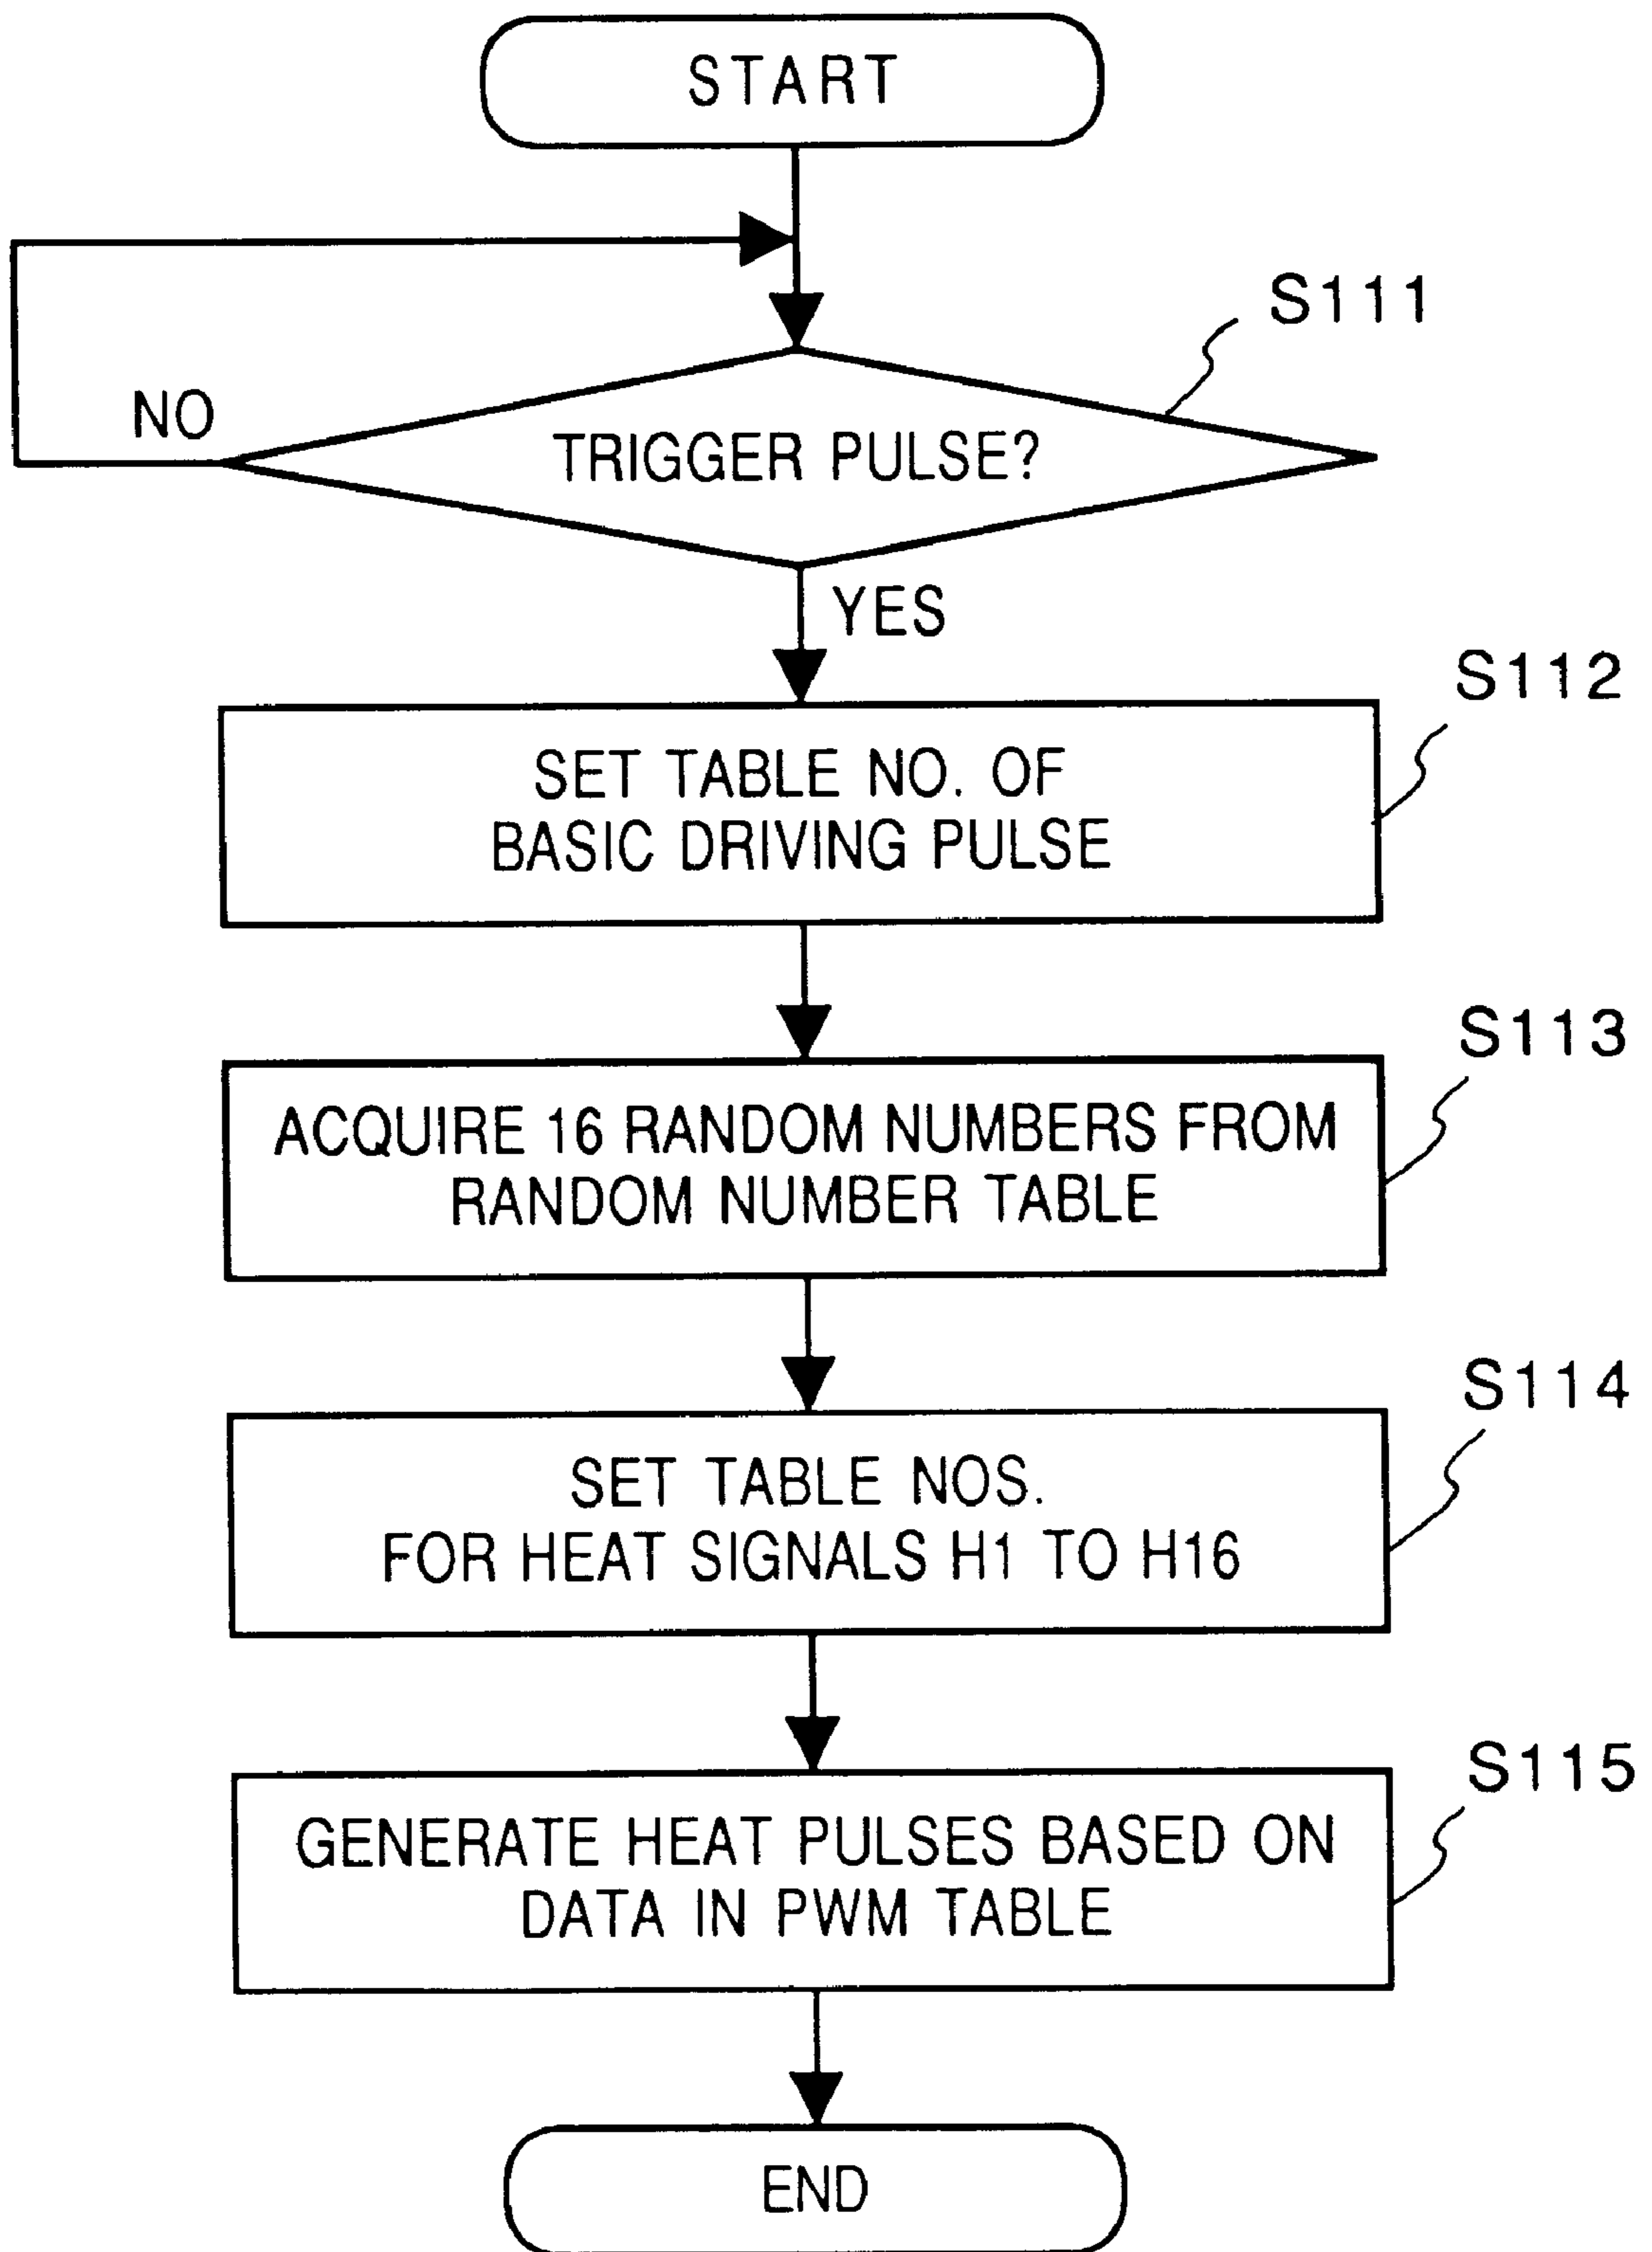 START
S111
NO
TRIGGER PULSE?
YES
S112
SET TABLE NO. OF
BASIC DRIVING PULSE
S113
ACQUIRE 16 RANDOM NUMBERS FROM
RANDOM NUMBER TABLE
S114
SET TABLE NOS.
FOR HEAT SIGNALS H1 TO H16
S115
GENERATE HEAT PULSES BASED ON
DATA IN PWM TABLE
END